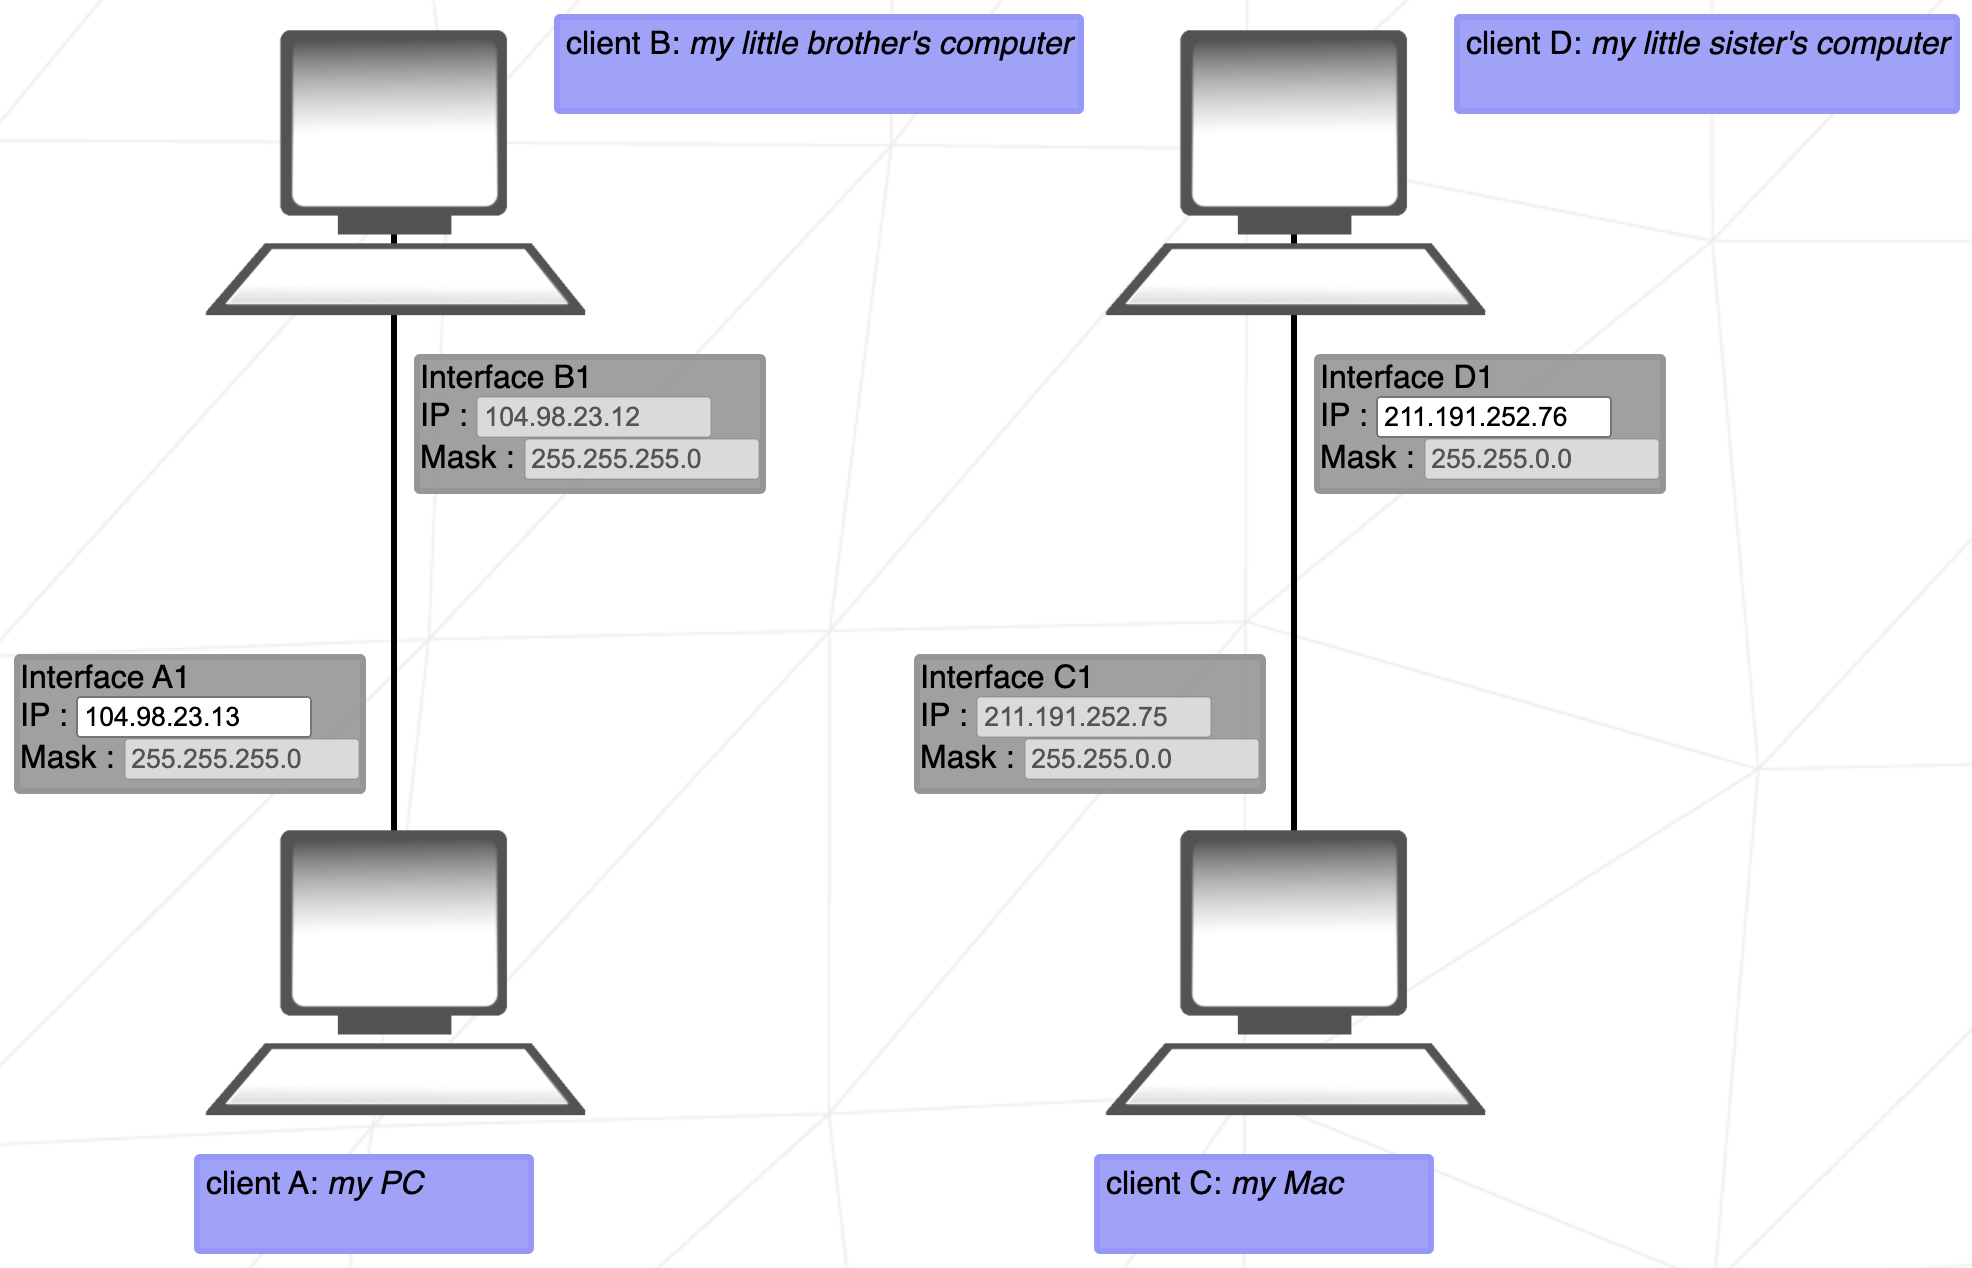 client B: my little brother's computer
client D: my little sister's computer
Interface B1
IP : 104.98.23.12
Mask : 255.255.255.0
Interface D1
IP : 211.191.252.76
Mask : 255.255.0.0
Interface A1
IP : 104.98.23.13
Mask : 255.255.255.0
Interface C1
IP : 211.191.252.75
Mask : 255.255.0.0
client A: my PC
client C: my Mac